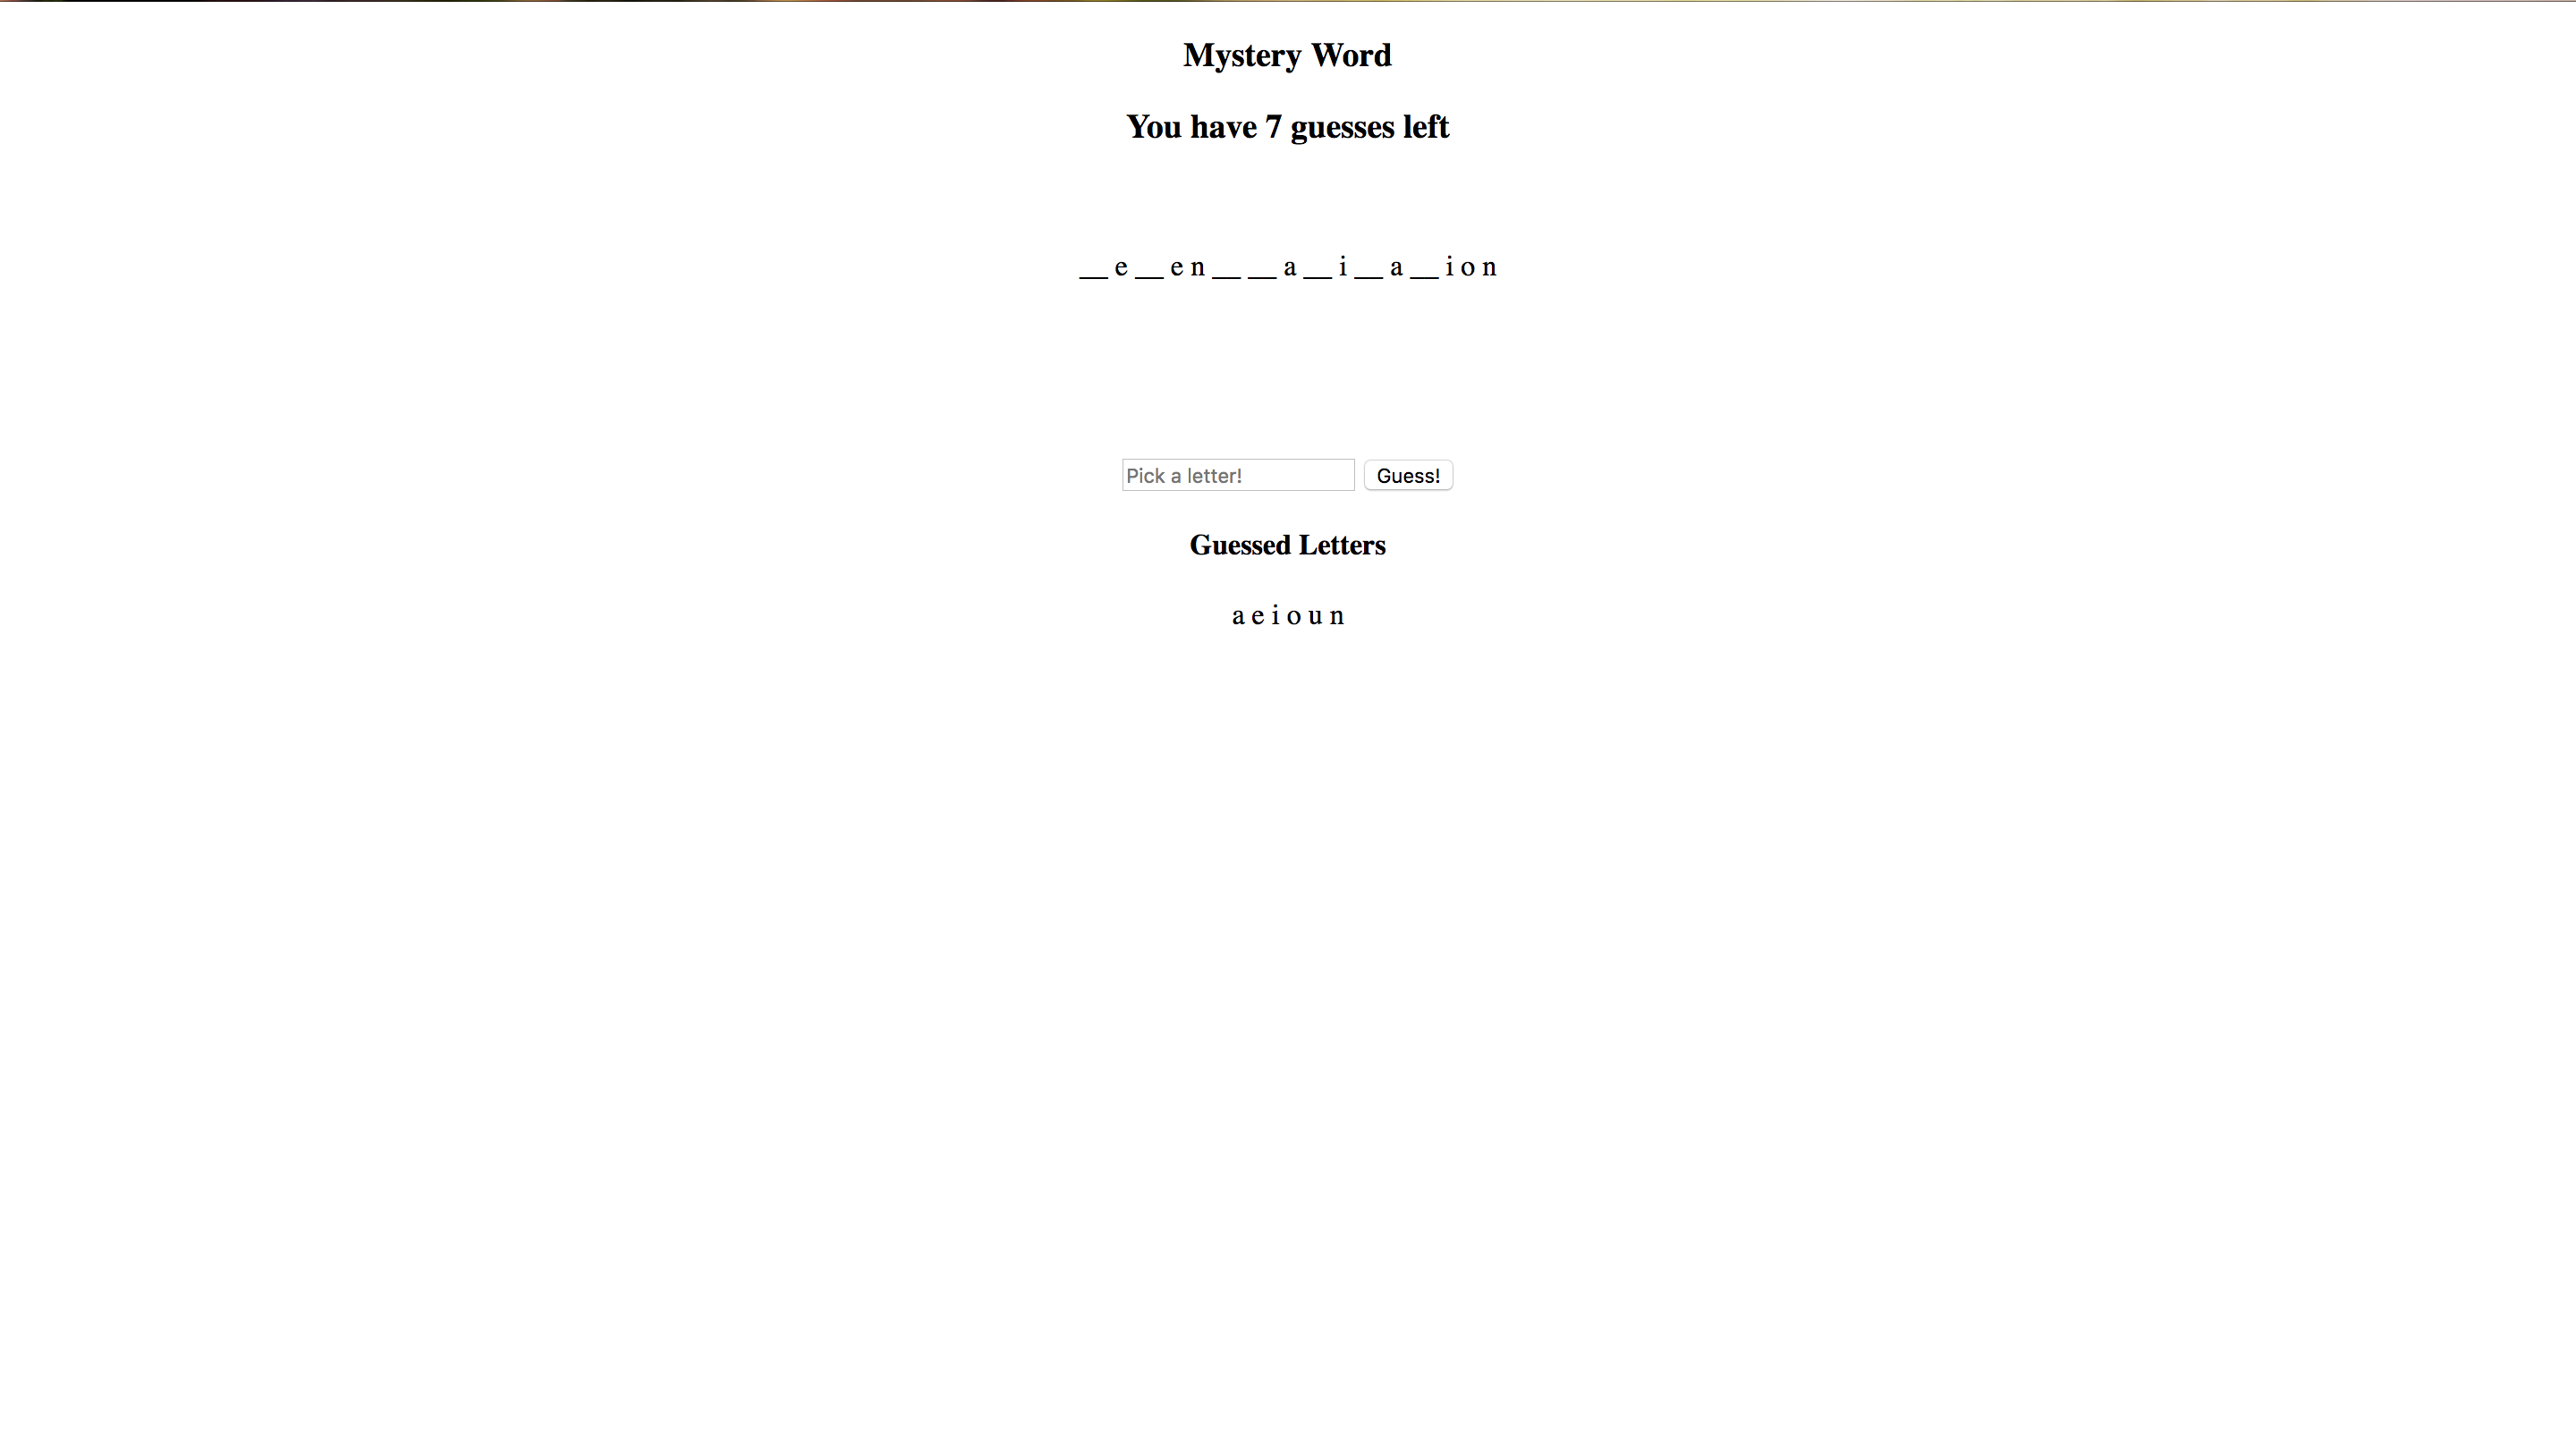 Mystery Word
You have 7 guesses left
__ e __ e n __ __ a __ i __ a __ i o n
Pick a letter! Guess!
Guessed Letters
a e i o u n